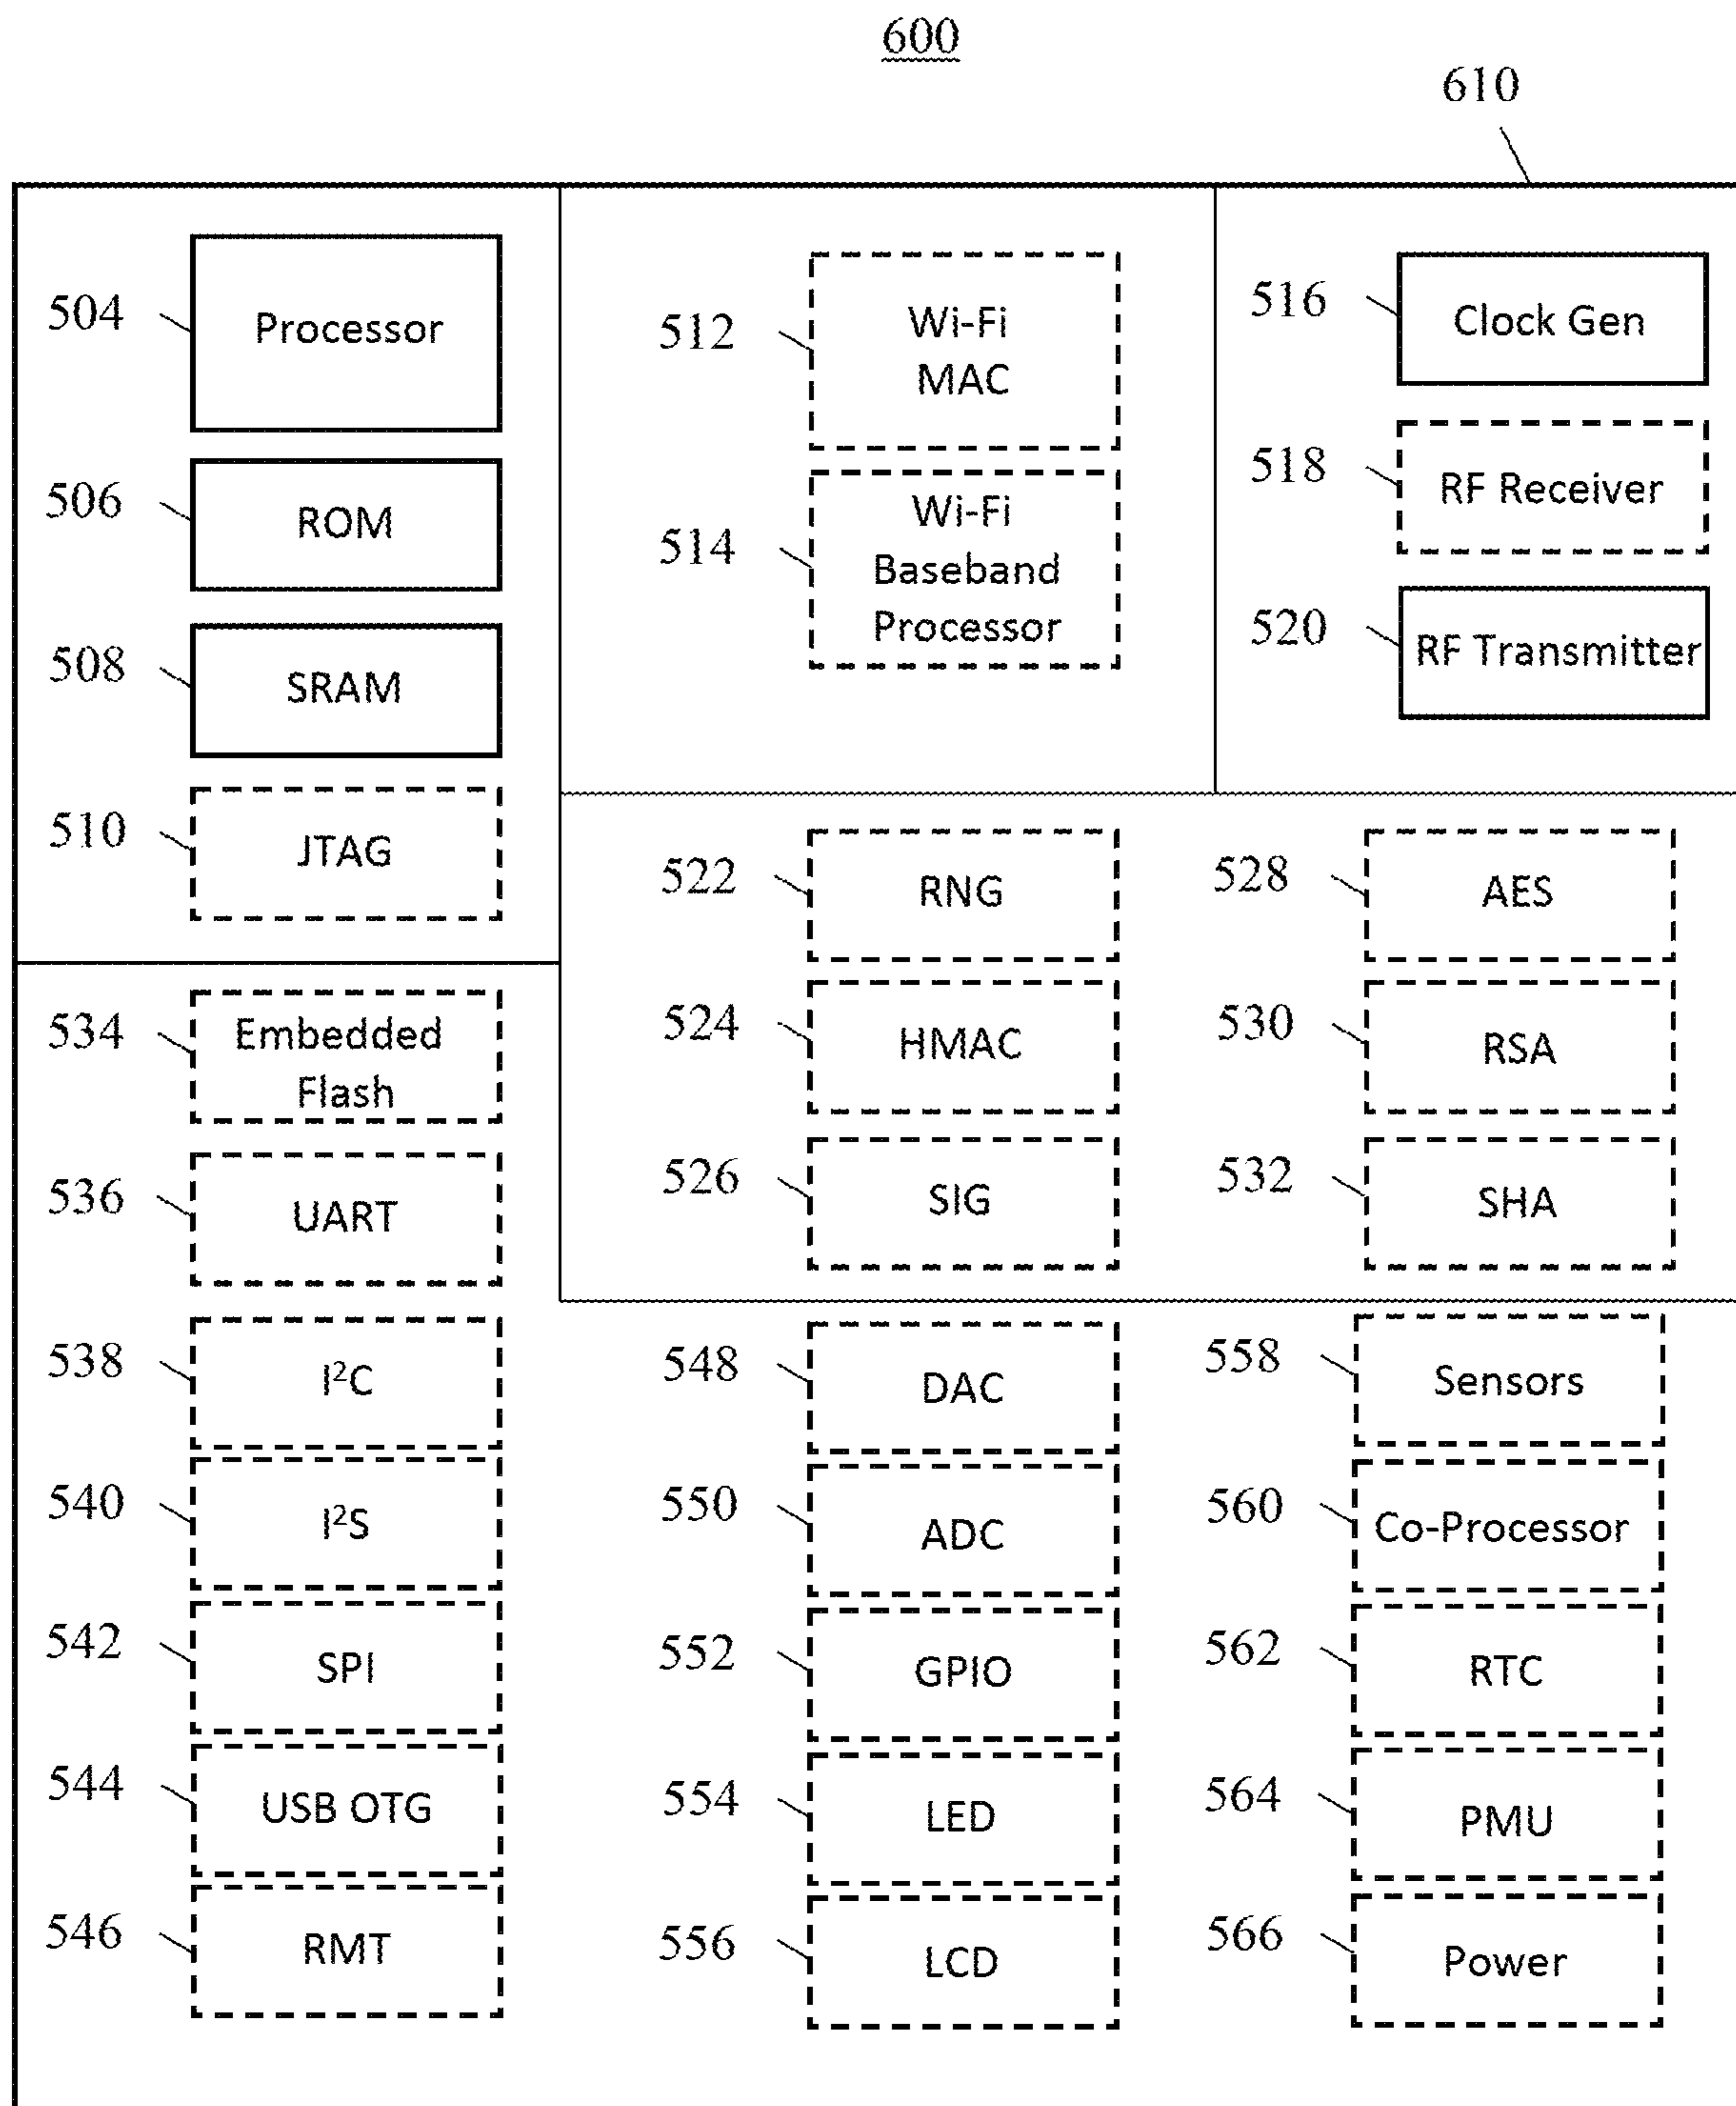 600
610
504
Processor
506
ROM
508
SRAM
510
JTAG
512
Wi-Fi
MAC
514
Wi-Fi
Baseband
Processor
516
Clock Gen
518
RF Receiver
520
RF Transmitter
522
RNG
524
HMAC
526
SIG
528
AES
530
RSA
532
SHA
534
Embedded
Flash
536
UART
538
I²C
540
I²S
542
SPI
544
USB OTG
546
RMT
548
DAC
550
ADC
552
GPIO
554
LED
556
LCD
558
Sensors
560
Co-Processor
562
RTC
564
PMU
566
Power